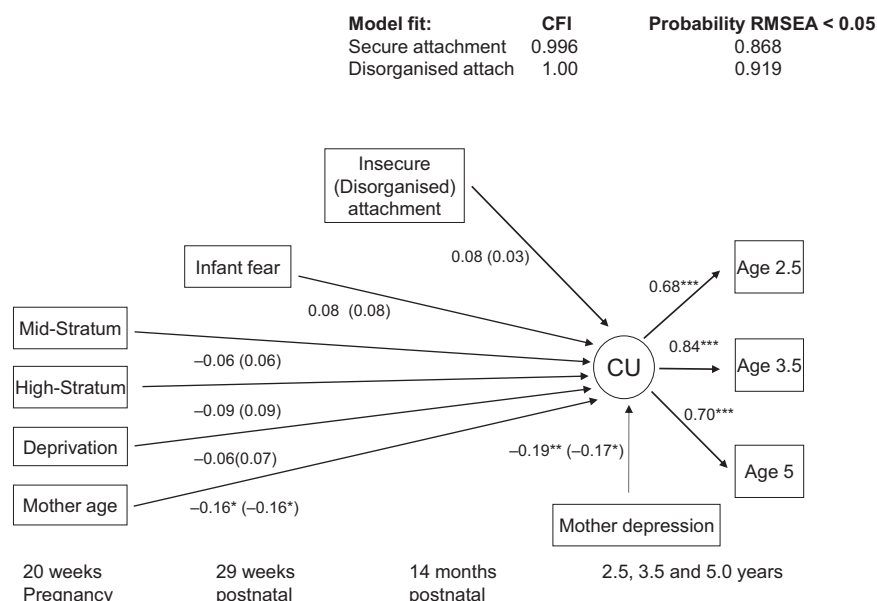 Model fit: CFI Probability RMSEA < 0.05
Secure attachment 0.996 0.868
Disorganised attach 1.00 0.919
Insecure
(Disorganised)
attachment
0.08 (0.03)
Infant fear
0.08 (0.08)
Mid-Stratum
–0.06 (0.06)
High-Stratum
–0.09 (0.09)
Deprivation
–0.06(0.07)
Mother age
–0.16* (–0.16*)
CU
0.68***
Age 2.5
0.84***
Age 3.5
0.70***
Age 5
–0.19** (–0.17*)
Mother depression
20 weeks
Pregnancy
29 weeks
postnatal
14 months
postnatal
2.5, 3.5 and 5.0 years